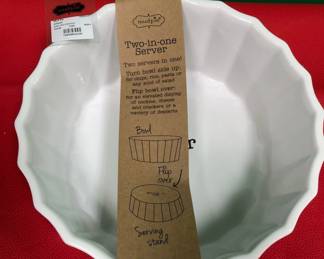 mudpie
Two-in-one
Server
Two servers in one!
Turn bowl side up:
for chips, rice, pasta or
any kind of salad
Flip bowl over:
for an elevated display
of cookies, cheese
and crackers or a
variety of desserts
Bowl
r
Flip
over
Serving
stand